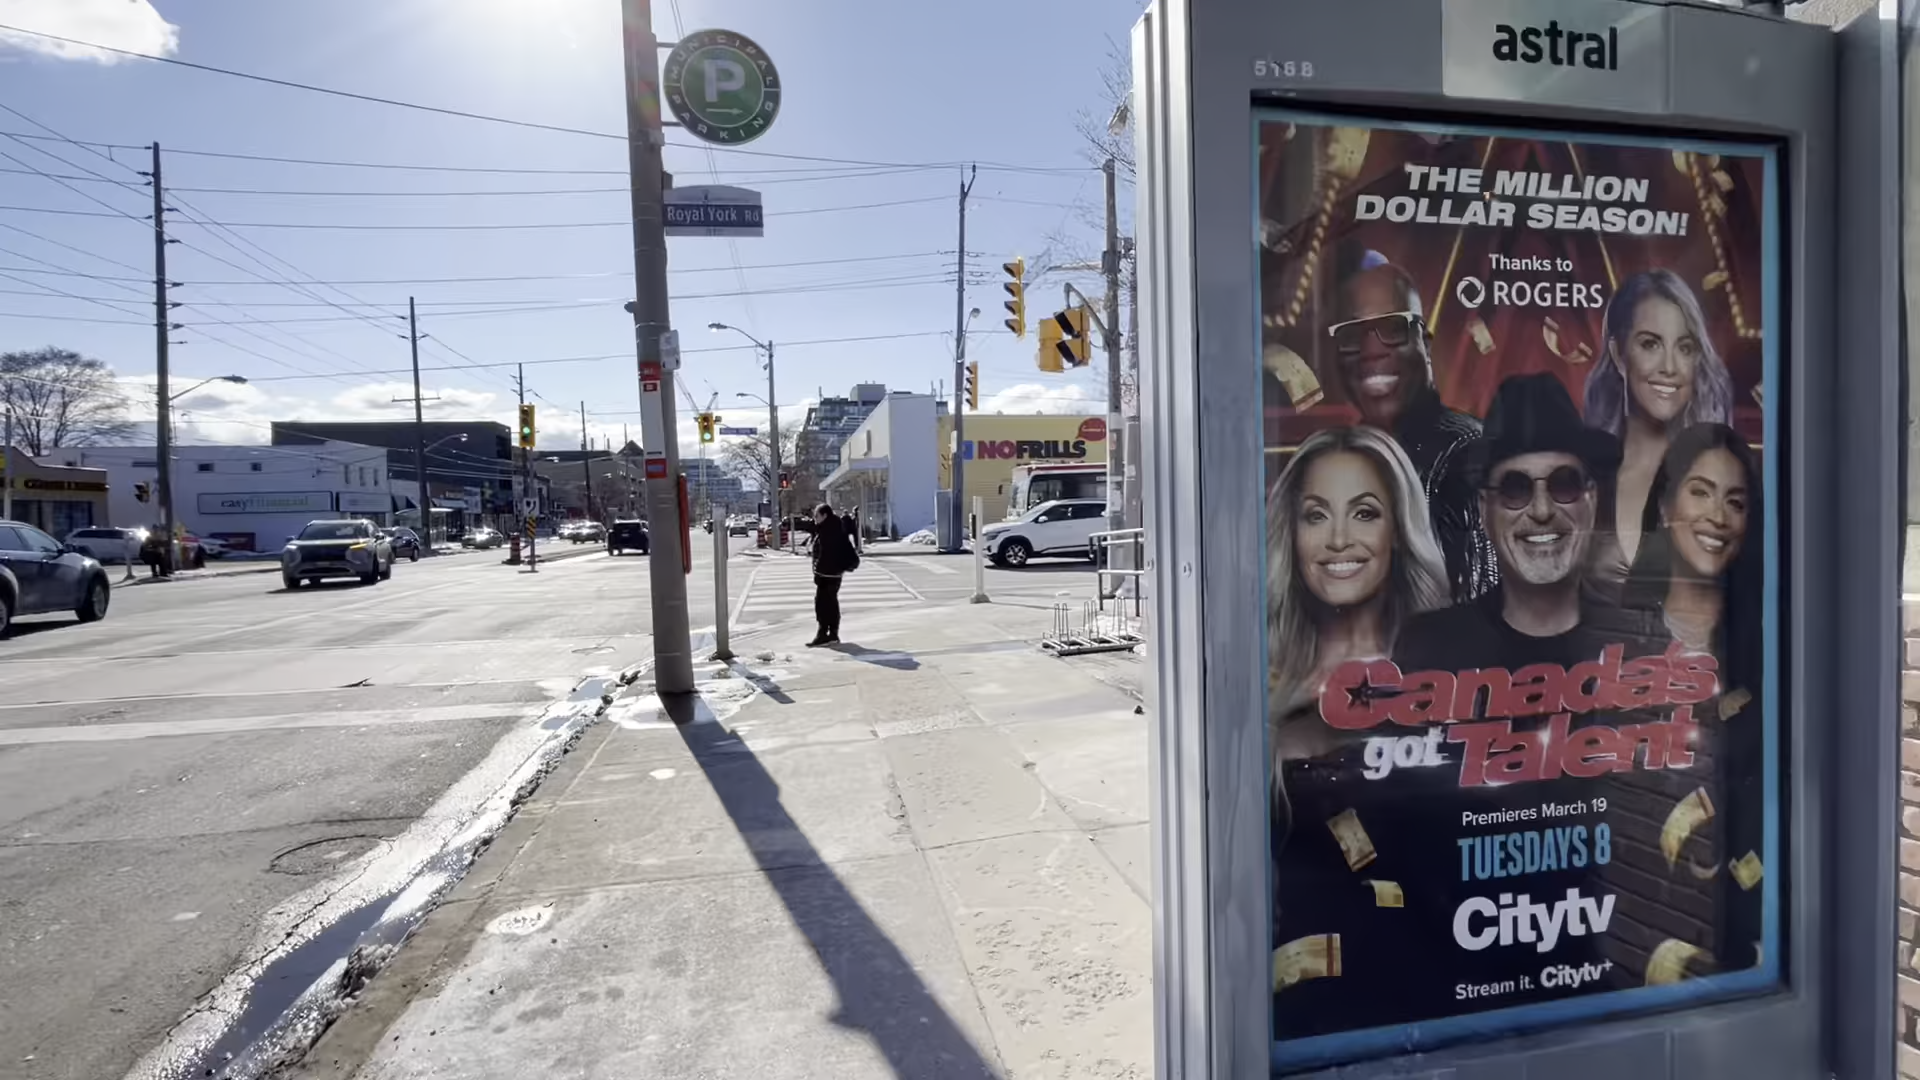 MUNICIPAL
P
PARKING
Royal York Rd
easyfinancial
NOFRILLS
astral
5168
THE MILLION
DOLLAR SEASON!
Thanks to
ROGERS
Canada's
got Talent
Premieres March 19
TUESDAYS 8
Citytv
Stream it. Citytv+